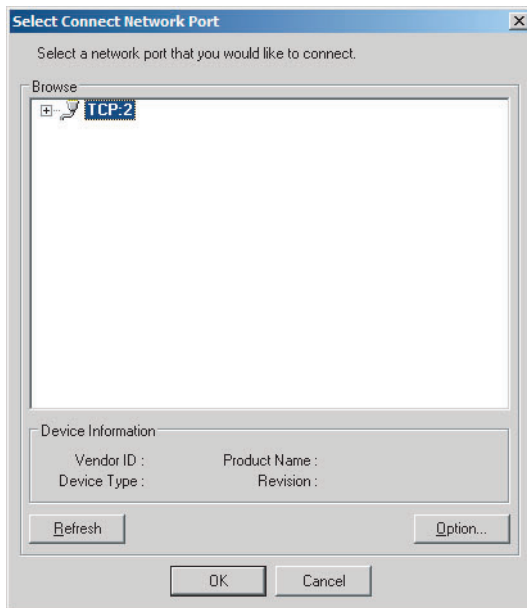 Select Connect Network Port
Select a network port that you would like to connect.
Browse
TCP:2
Device Information
Vendor ID : Product Name :
Device Type : Revision :
Refresh Option...
OK Cancel